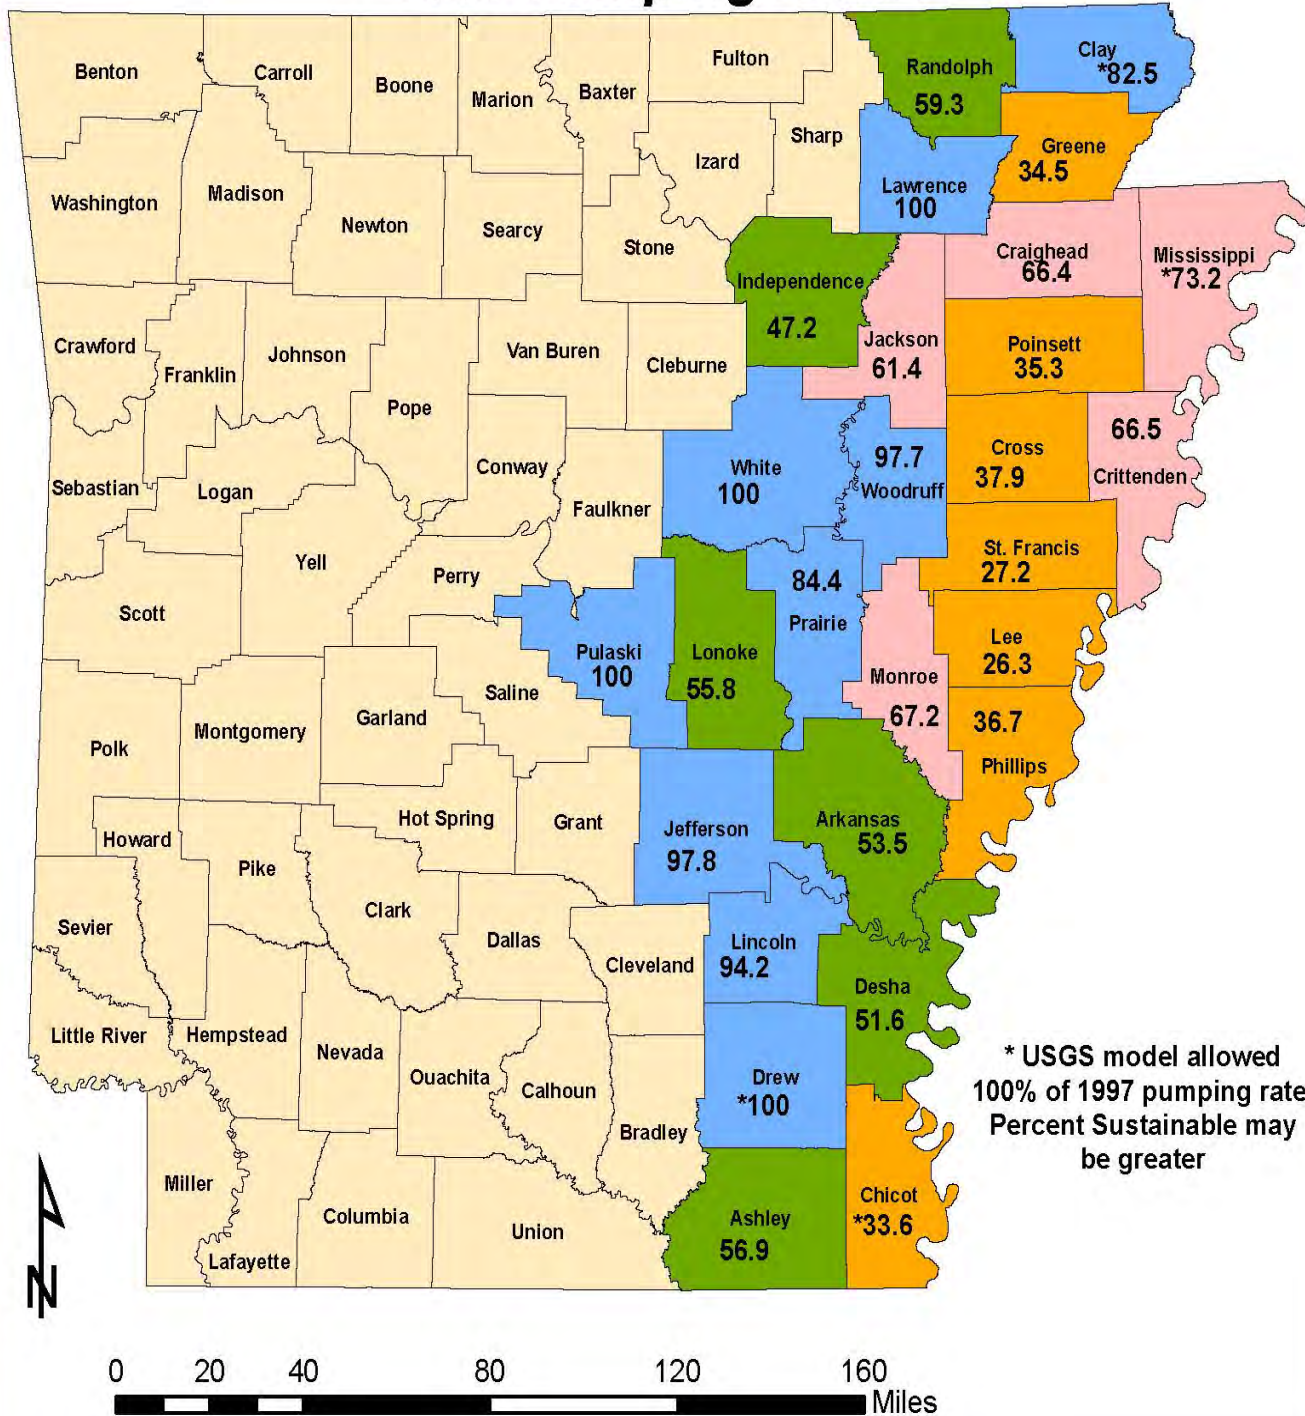 Benton
Carroll
Boone
Marion
Baxter
Fulton
Sharp
Izard
Randolph
59.3
Clay
*82.5
Greene
34.5
Lawrence
100
Washington
Madison
Newton
Searcy
Stone
Independence
47.2
Jackson
61.4
Craighead
66.4
Mississippi
*73.2
Crawford
Franklin
Johnson
Pope
Van Buren
Cleburne
Poinsett
35.3
Sebastian
Logan
Conway
Faulkner
White
100
97.7
Woodruff
Cross
37.9
66.5
Crittenden
Scott
Yell
Perry
St. Francis
27.2
Pulaski
100
Lonoke
55.8
84.4
Prairie
Monroe
67.2
Lee
26.3
Polk
Montgomery
Garland
Saline
36.7
Phillips
Howard
Pike
Hot Spring
Grant
Jefferson
97.8
Arkansas
53.5
Sevier
Clark
Dallas
Cleveland
Lincoln
94.2
Desha
51.6
Little River
Hempstead
Nevada
Ouachita
Calhoun
Bradley
Drew
*100
* USGS model allowed
100% of 1997 pumping rate
Percent Sustainable may
be greater
Miller
Lafayette
Columbia
Union
Ashley
56.9
Chicot
*33.6
N
0 20 40 80 120 160
Miles